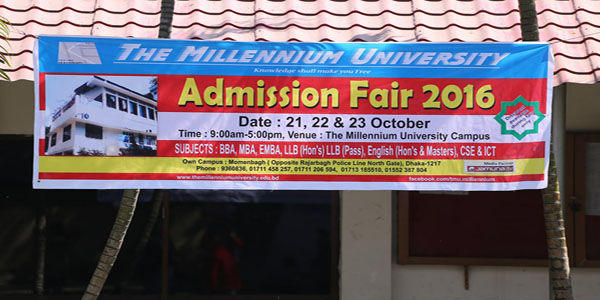 THE MILLENNIUM UNIVERSITY
Knowledge shall make you Free
Admission Fair 2016
Date : 21, 22 & 23 October
Time : 9:00am-5:00pm, Venue : The Millennium University Campus
SUBJECTS : BBA, MBA, EMBA, LLB (Hon's) LLB (Pass), English (Hon's & Masters), CSE & ICT
Own Campus : Momenbagh ( Opposite Rajarbagh Police Line North Gate), Dhaka-1217
Phone : 9360836, 01711 458 257, 01711 206 594, 01713 185510, 01552 387 804
Media Partner
jamuna
www.themillenniumuniversity.edu.bd
facebook.com/tmu.millennium